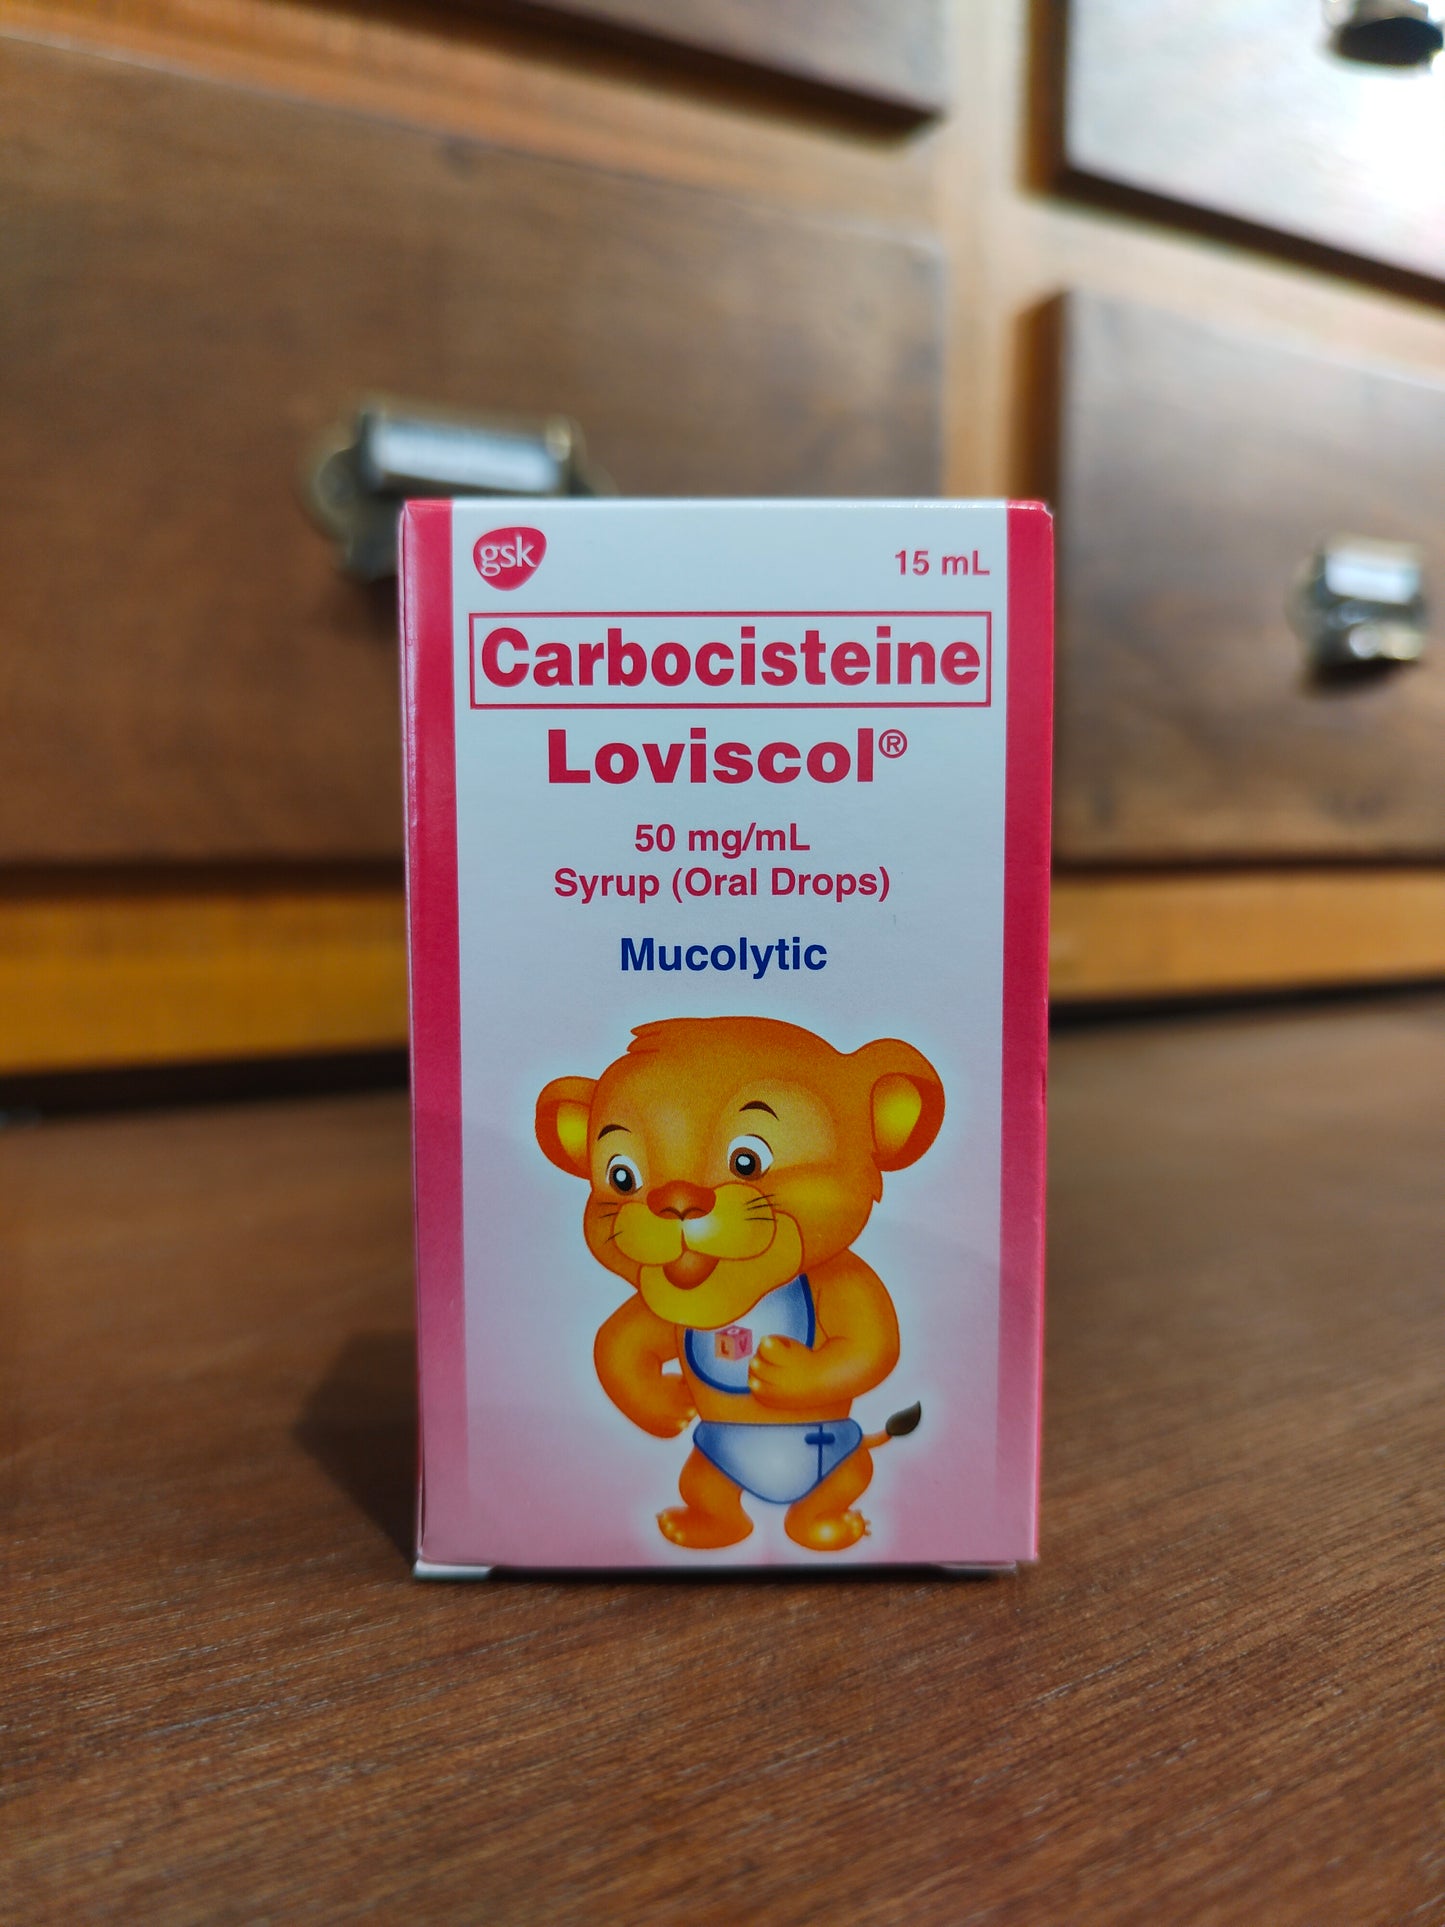 gsk
15 mL
Carbocisteine
Loviscol®
50 mg/mL
Syrup (Oral Drops)
Mucolytic
L O V